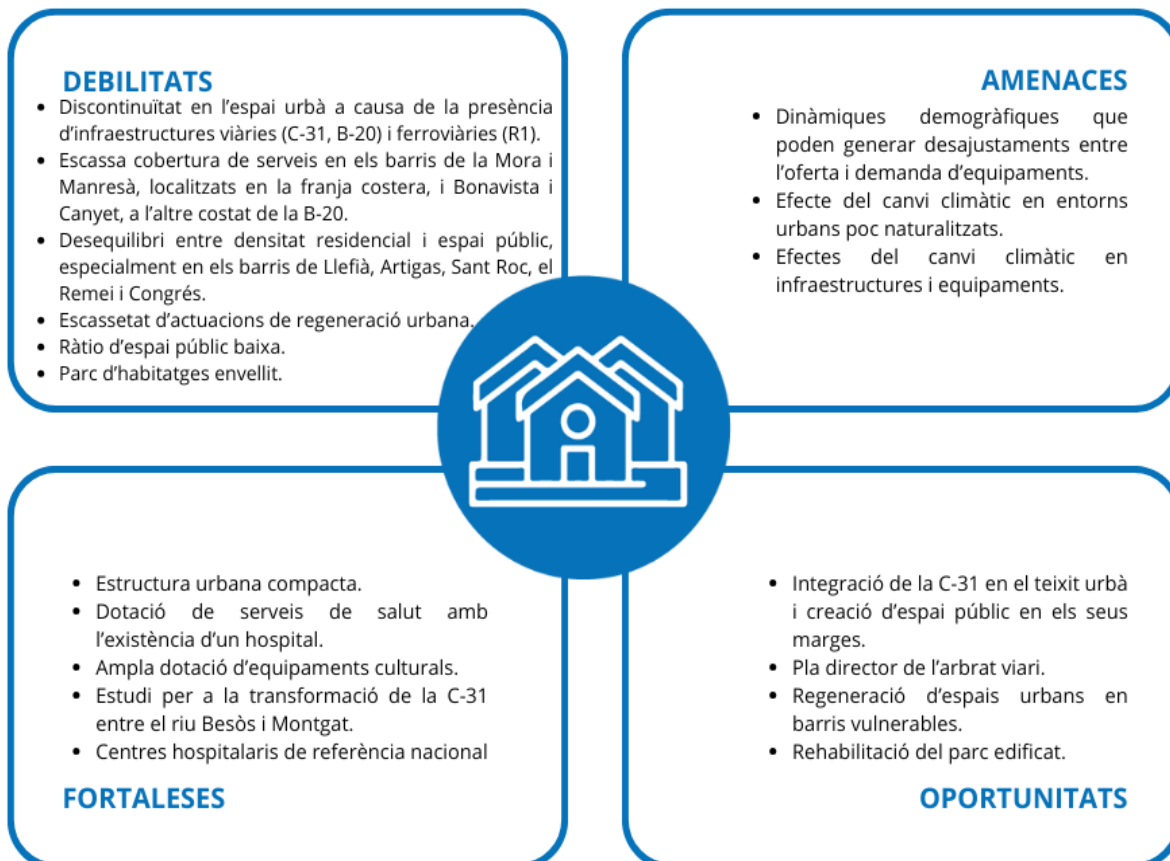 DEBILITATS
• Discontinuïtat en l'espai urbà a causa de la presència
d'infraestructures viàries (C-31, B-20) i ferroviàries (R1).
• Escassa cobertura de serveis en els barris de la Mora i
Manresà, localitzats en la franja costera, i Bonavista i
Canyet, a l'altre costat de la B-20.
• Desequilibri entre densitat residencial i espai públic,
especialment en els barris de Llefià, Artigas, Sant Roc, el
Remei i Congrés.
• Escassetat d'actuacions de regeneració urbana.
• Ràtio d'espai públic baixa.
• Parc d'habitatges envellit.
AMENACES
• Dinàmiques demogràfiques que
poden generar desajustaments entre
l'oferta i demanda d'equipaments.
• Efecte del canvi climàtic en entorns
urbans poc naturalitzats.
• Efectes del canvi climàtic en
infraestructures i equipaments.
• Estructura urbana compacta.
• Dotació de serveis de salut amb
l'existència d'un hospital.
• Ampla dotació d'equipaments culturals.
• Estudi per a la transformació de la C-31
entre el riu Besòs i Montgat.
• Centres hospitalaris de referència nacional
FORTALESES
• Integració de la C-31 en el teixit urbà
i creació d'espai públic en els seus
marges.
• Pla director de l'arbrat viari.
• Regeneració d'espais urbans en
barris vulnerables.
• Rehabilitació del parc edificat.
OPORTUNITATS